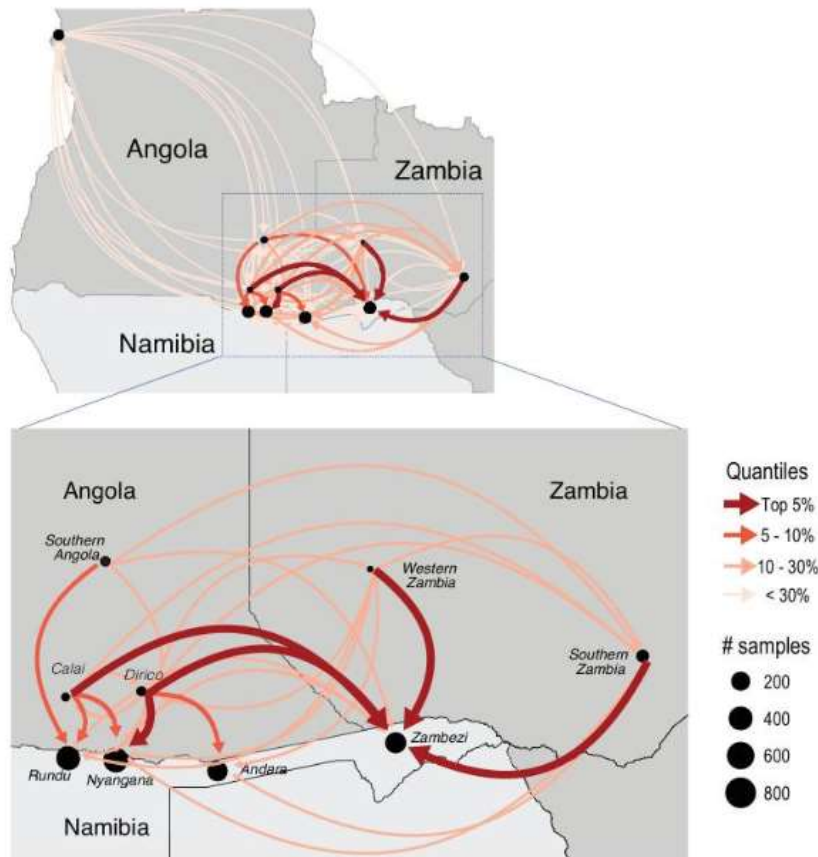 Angola
Zambia
Namibia
Angola
Zambia
Southern
Angola
Western
Zambia
Calai
Dirico
Southern
Zambia
Zambezi
Rundu
Nyangana
Andara
Namibia
Quantiles
Top 5%
5 - 10%
10 - 30%
< 30%
# samples
200
400
600
800